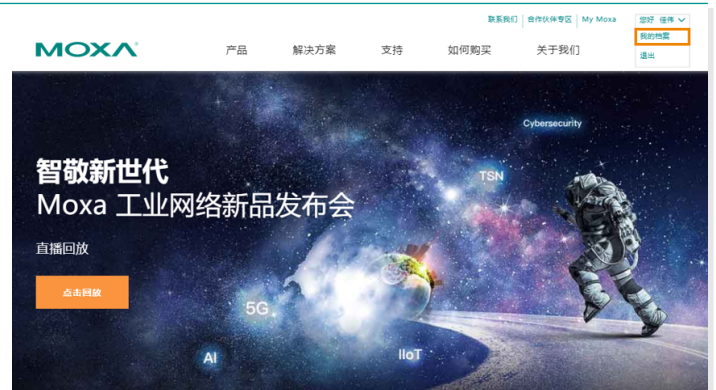 联系我们 合作伙伴专区 My Moxa 您好 佳伟
我的档案
退出
MOXA
产品 解决方案 支持 如何购买 关于我们
Cybersecurity
智敬新世代
TSN
Moxa 工业网络新品发布会
直播回放
点击回放
5G
AI
IIoT